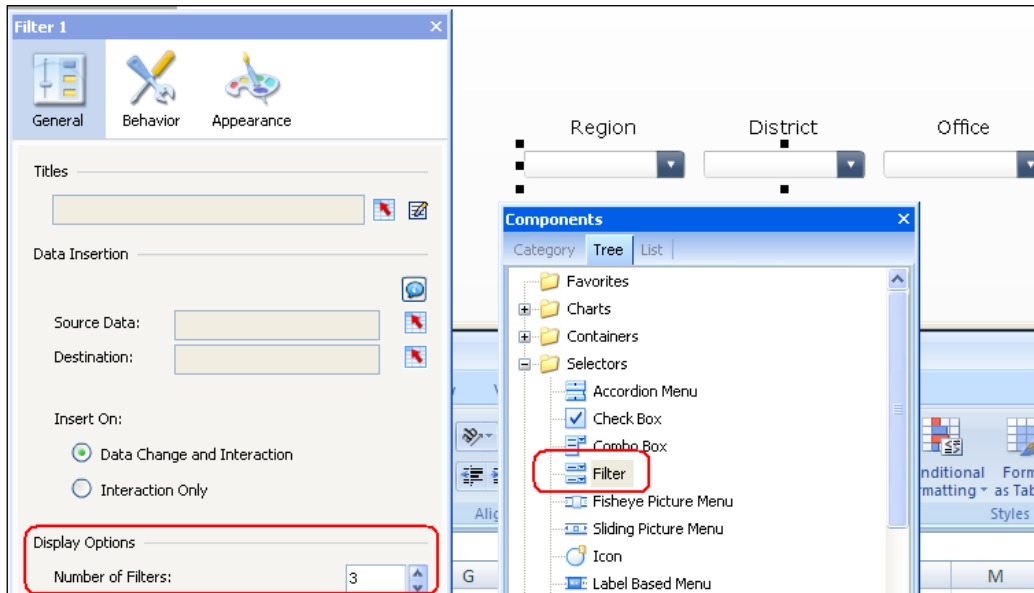 Filter 1
General
Behavior
Appearance
Titles
Data Insertion
Source Data:
Destination:
Insert On:
Data Change and Interaction
Interaction Only
Display Options
Number of Filters:
3
Region
District
Office
Components
Category
Tree
List
Favorites
Charts
Containers
Selectors
Accordion Menu
Check Box
Combo Box
Filter
Fisheye Picture Menu
Sliding Picture Menu
Icon
Label Based Menu
nditional
matting
Form
as Tab
Alig
Styles
G
M